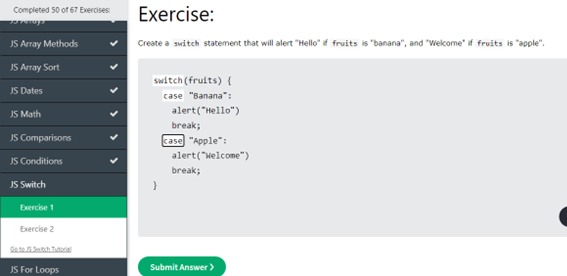 Completed 50 of 67 Exercises:
JS Arrays
JS Array Methods
JS Array Sort
JS Dates
JS Math
JS Comparisons
JS Conditions
JS Switch
Exercise 1
Exercise 2
Go to JS Switch Tutorial
JS For Loops
Exercise:
Create a switch statement that will alert "Hello" if fruits is "banana", and "Welcome" if fruits is "apple".
switch(fruits) {
case "Banana":
alert("Hello")
break;
case "Apple":
alert("Welcome")
break;
}
Submit Answer ❯